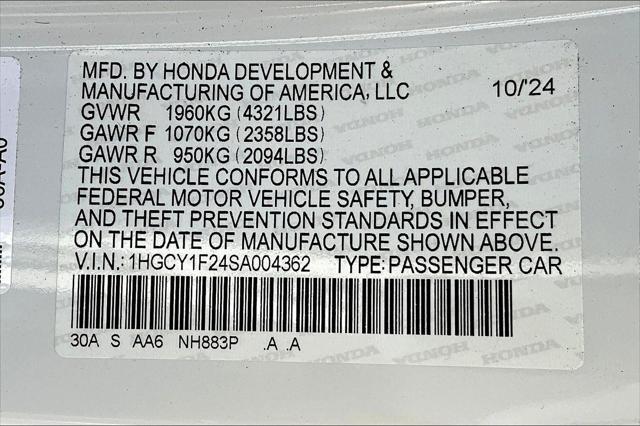 MFD. BY HONDA DEVELOPMENT &
MANUFACTURING OF AMERICA, LLC 10/'24
GVWR 1960KG (4321LBS)
GAWR F 1070KG (2358LBS)
GAWR R 950KG (2094LBS)
THIS VEHICLE CONFORMS TO ALL APPLICABLE
FEDERAL MOTOR VEHICLE SAFETY, BUMPER,
AND THEFT PREVENTION STANDARDS IN EFFECT
ON THE DATE OF MANUFACTURE SHOWN ABOVE.
V.I.N.:1HGCY1F24SA004362 TYPE:PASSENGER CAR
30A S AA6 NH883P .A .A